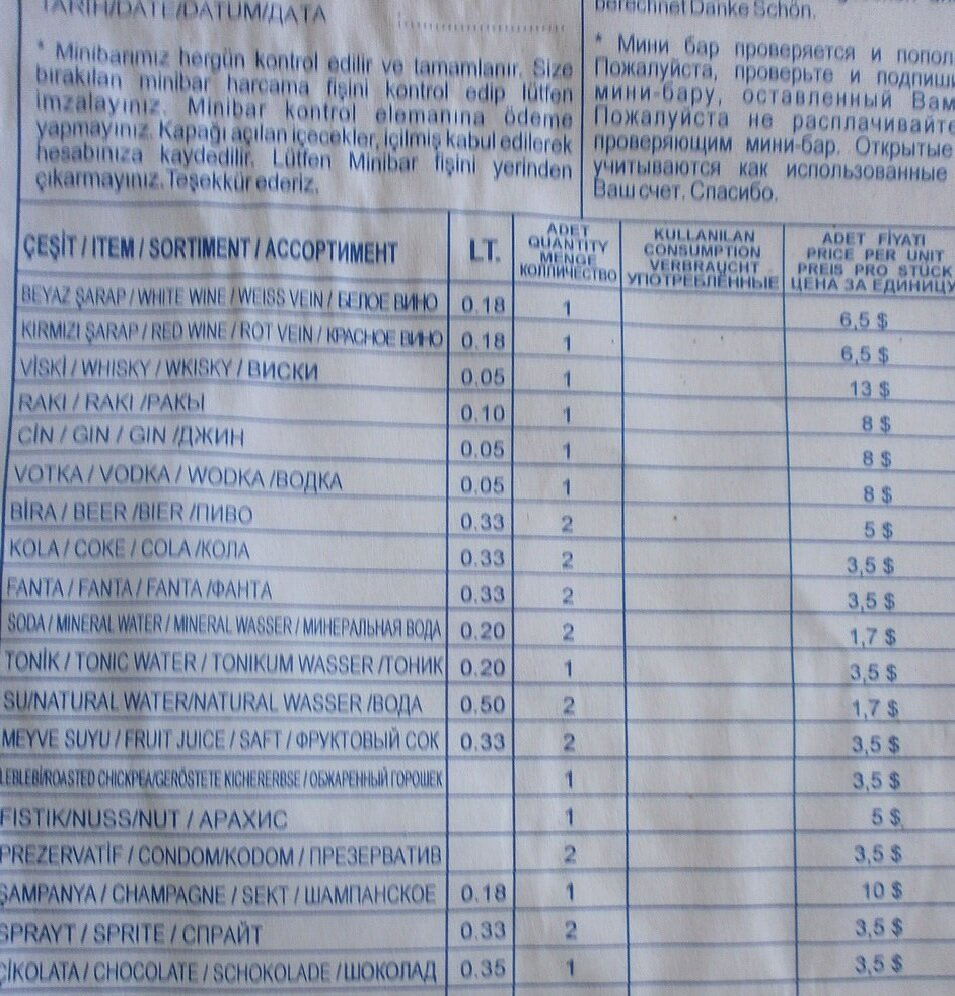 TARİH/DATE/DATUM/ДАТА
* Minibarımız hergün kontrol edilir ve tamamlanır. Size
bırakılan minibar harcama fişini kontrol edip lütfen
imzalayınız. Minibar kontrol elemanına ödeme
yapmayınız. Kapağı açılan içecekler, içilmiş kabul edilerek
hesabınıza kaydedilir. Lütfen Minibar fişini yerinden
çıkarmayınız. Teşekkür ederiz.
berechnet Danke Schön.
* Мини бар проверяется и попол
Пожалуйста, проверьте и подпиши
мини-бару, оставленный Вам
Пожалуйста не расплачивайте
проверяющим мини-бар. Открытые
учитываются как использованные
Ваш счет. Спасибо.
ÇEŞİT / ITEM / SORTIMENT / АССОРТИМЕНТ LT. ADET QUANTITY MENGE КОЛЛИЧЕСТВО KULLANILAN CONSUMPTION VERBRAUCHT УПОТРЕБЛЁННЫЕ ADET FİYATI PRICE PER UNIT PREIS PRO STÜCK ЦЕНА ЗА ЕДИНИЦУ
BEYAZ ŞARAP / WHITE WINE / WEISS VEIN / БЕЛОЕ ВИНО 0.18 1 6,5 $
KIRMIZI ŞARAP / RED WINE / ROT VEIN / КРАСНОЕ ВИНО 0.18 1 6,5 $
VİSKİ / WHISKY / WKISKY / ВИСКИ 0.05 1 13 $
RAKI / RAKI /РАКЫ 0.10 1 8 $
CİN / GIN / GIN /ДЖИН 0.05 1 8 $
VOTKA / VODKA / WODKA /ВОДКА 0.05 1 8 $
BİRA / BEER /BIER /ПИВО 0.33 2 5 $
KOLA / COKE / COLA /КОЛА 0.33 2 3,5 $
FANTA / FANTA / FANTA /ФАНТА 0.33 2 3,5 $
SODA / MINERAL WATER / MINERAL WASSER / МИНЕРАЛЬНАЯ ВОДА 0.20 2 1,7 $
TONİK / TONIC WATER / TONIKUM WASSER /ТОНИК 0.20 1 3,5 $
SU/NATURAL WATER/NATURAL WASSER /ВОДА 0.50 2 1,7 $
MEYVE SUYU / FRUIT JUICE / SAFT / ФРУКТОВЫЙ СОК 0.33 2 3,5 $
LEBLEBİ/ROASTED CHICKPEA/GERÖSTETE KICHERERBSE / ОБЖАРЕННЫЙ ГОРОШЕК 1 3,5 $
FISTIK/NUSS/NUT / АРАХИС 1 5 $
PREZERVATİF / CONDOM/KODOM / ПРЕЗЕРВАТИВ 2 3,5 $
ŞAMPANYA / CHAMPAGNE / SEKT / ШАМПАНСКОЕ 0.18 1 10 $
SPRAYT / SPRITE / СПРАЙТ 0.33 2 3,5 $
ÇİKOLATA / CHOCOLATE / SCHOKOLADE / ШОКОЛАД 0.35 1 3,5 $